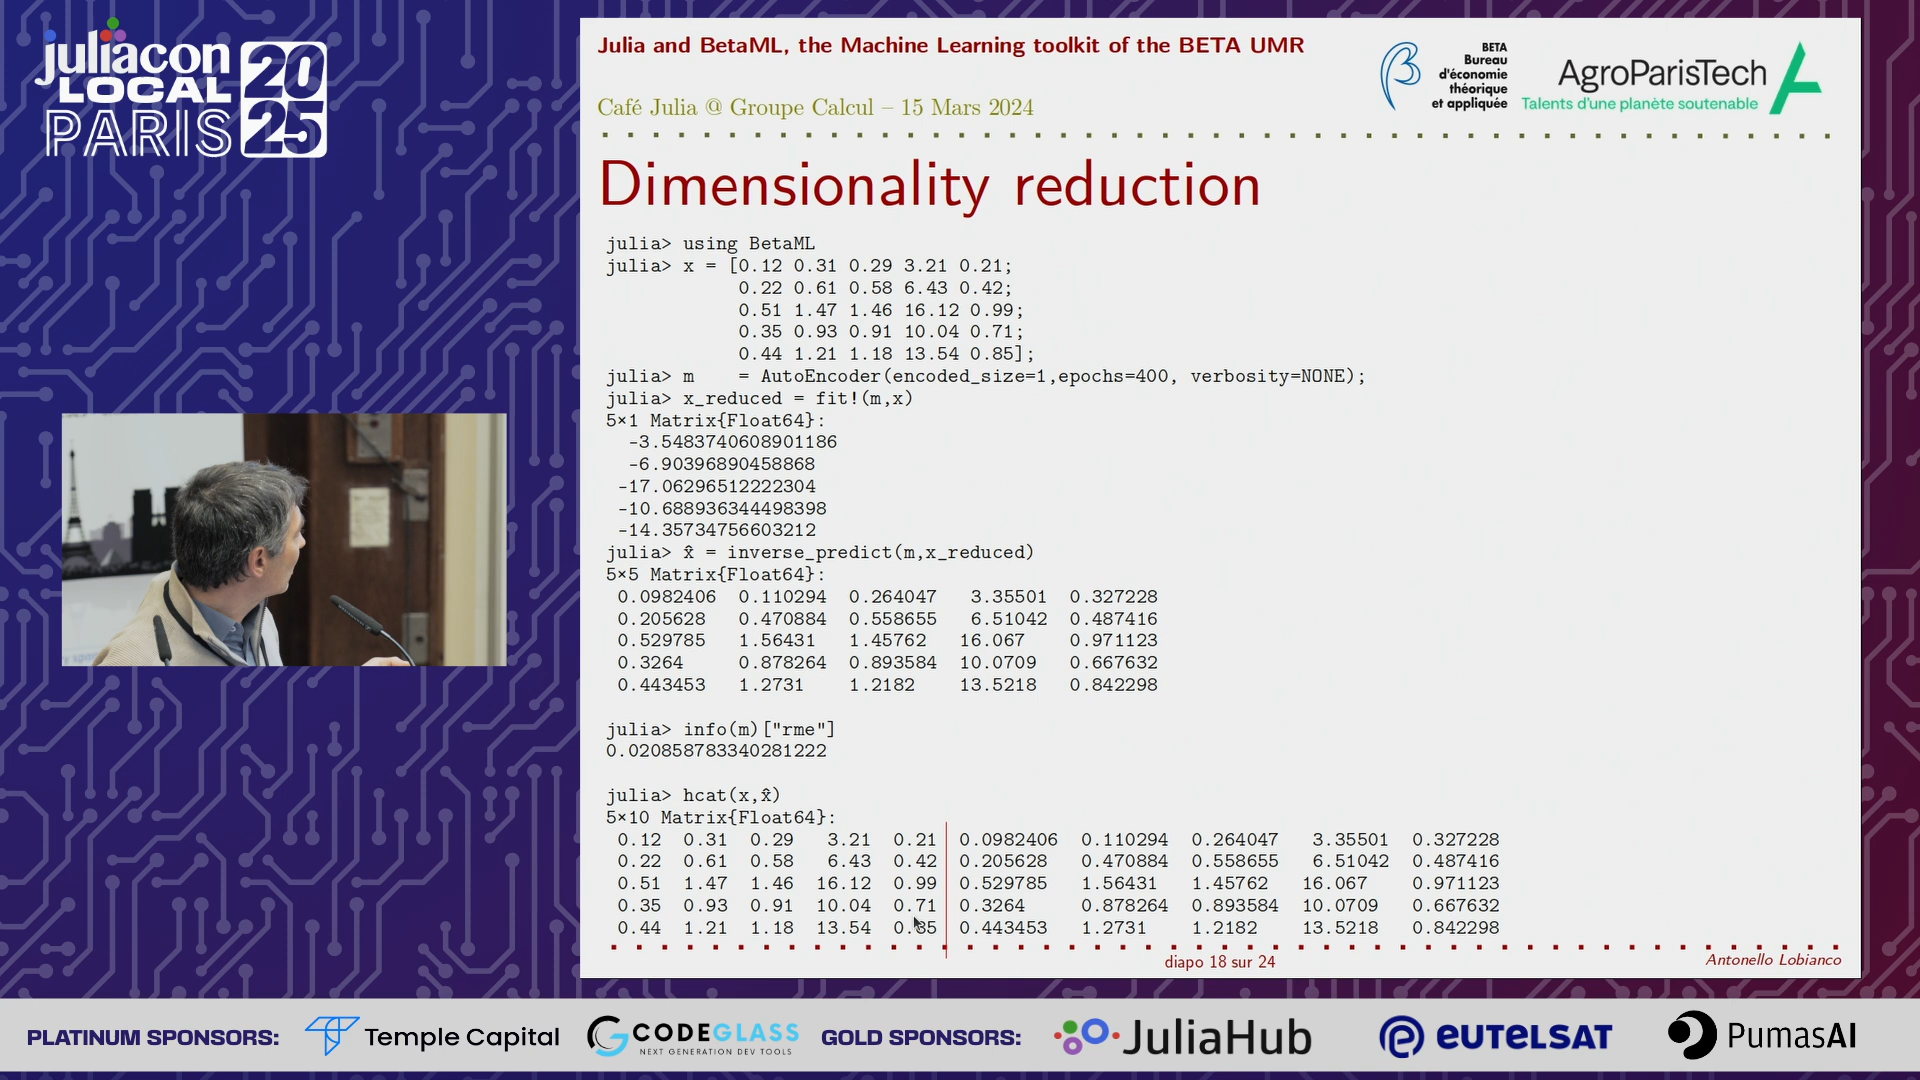 juliacon
LOCAL
PARIS
20
25
Julia and BetaML, the Machine Learning toolkit of the BETA UMR
Café Julia @ Groupe Calcul – 15 Mars 2024
BETA
Bureau
d'économie
théorique
et appliquée
AgroParisTech
Talents d'une planète soutenable
Dimensionality reduction
julia> using BetaML
julia> x = [0.12 0.31 0.29 3.21 0.21;
0.22 0.61 0.58 6.43 0.42;
0.51 1.47 1.46 16.12 0.99;
0.35 0.93 0.91 10.04 0.71;
0.44 1.21 1.18 13.54 0.85];
julia> m    = AutoEncoder(encoded_size=1,epochs=400, verbosity=NONE);
julia> x_reduced = fit!(m,x)
5×1 Matrix{Float64}:
-3.5483740608901186
-6.90396890458868
-17.06296512222304
-10.688936344498398
-14.35734756603212
julia> x̂ = inverse_predict(m,x_reduced)
5×5 Matrix{Float64}:
0.0982406 0.110294 0.264047 3.35501 0.327228
0.205628 0.470884 0.558655 6.51042 0.487416
0.529785 1.56431 1.45762 16.067 0.971123
0.3264 0.878264 0.893584 10.0709 0.667632
0.443453 1.2731 1.2182 13.5218 0.842298
julia> info(m)["rme"]
0.020858783340281222
julia> hcat(x,x̂)
5×10 Matrix{Float64}:
0.12 0.31 0.29 3.21 0.21 0.0982406 0.110294 0.264047 3.35501 0.327228
0.22 0.61 0.58 6.43 0.42 0.205628 0.470884 0.558655 6.51042 0.487416
0.51 1.47 1.46 16.12 0.99 0.529785 1.56431 1.45762 16.067 0.971123
0.35 0.93 0.91 10.04 0.71 0.3264 0.878264 0.893584 10.0709 0.667632
0.44 1.21 1.18 13.54 0.85 0.443453 1.2731 1.2182 13.5218 0.842298
diapo 18 sur 24
Antonello Lobianco
PLATINUM SPONSORS:
Temple Capital
CODEGLASS
NEXT GENERATION DEV TOOLS
GOLD SPONSORS:
JuliaHub
EUTELSAT
PumasAI